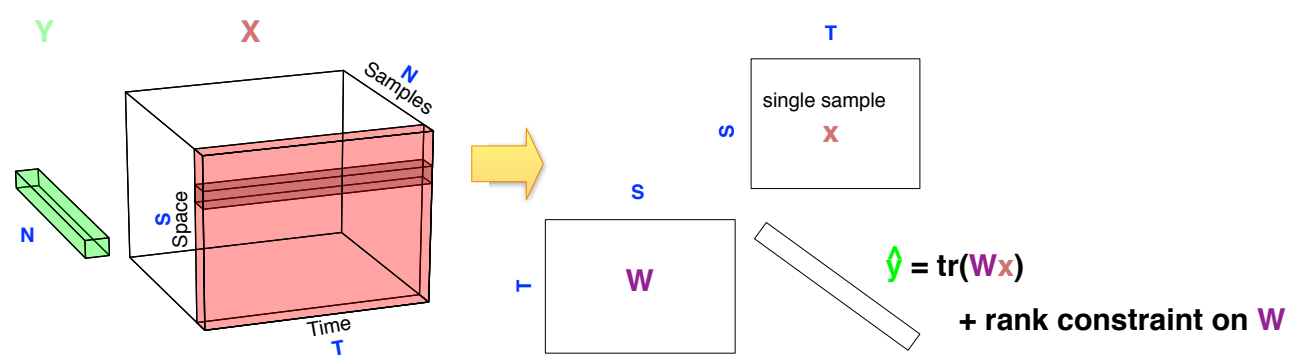 Y
X
N
Samples
N
S
Space
Time
T
T
single sample
x
S
S
T
W
ŷ = tr(Wx)
+ rank constraint on W